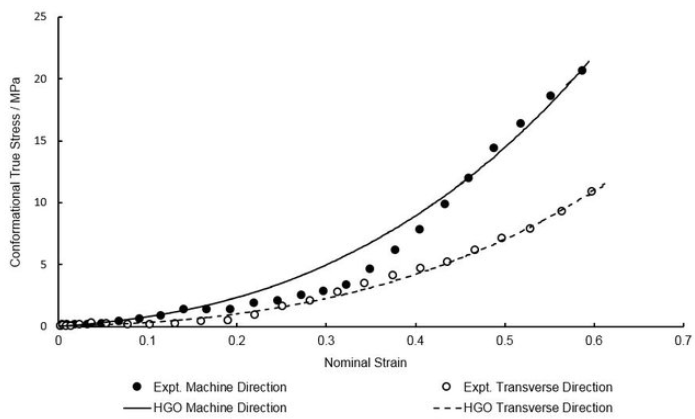 25
20
15
10
5
0
Conformational True Stress / MPa
0 0.1 0.2 0.3 0.4 0.5 0.6 0.7
Nominal Strain
Expt. Machine Direction Expt. Transverse Direction
HGO Machine Direction HGO Transverse Direction